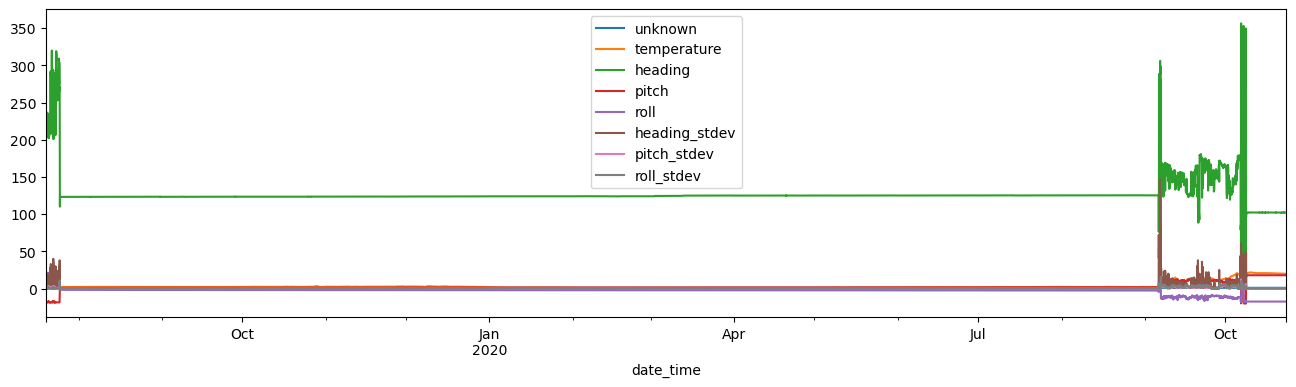 350
300
250
200
150
100
50
0
unknown
temperature
heading
pitch
roll
heading_stdev
pitch_stdev
roll_stdev
Oct
Jan
2020
Apr
Jul
Oct
date_time